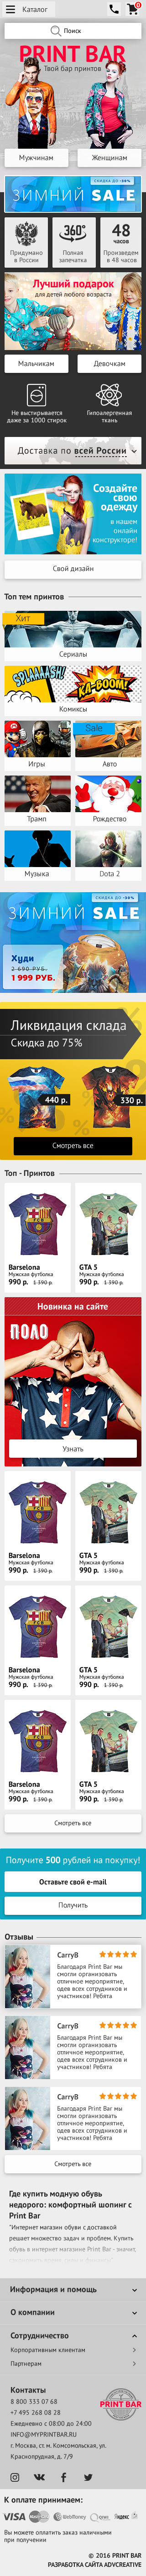 Каталог
0
Поиск
PRINT BAR
Твой бар принтов
Мужчинам
Женщинам
СКИДКА ДО -50%
ЗИМНИЙ SALE
Придумано
в России
360°
Полная
запечатка
48
часов
Произведем
в 48 часов
Лучший подарок
для детей любого возраста
Мальчикам
Девочкам
Не выстирывается
даже за 1000 стирок
Гипоалергенная
ткань
Доставка по всей России
Создайте
свою
одежду
в нашем
онлайн
конструкторе!
Свой дизайн
Топ тем принтов
Хит
Сериалы
SPLAAASH!
KA-BOOM!
Комиксы
Игры
Sale
Авто
Трамп
Рождество
Музыка
Dota 2
СКИДКА ДО -50%
ЗИМНИЙ SALE
Худи
2 690 РУБ.
1 999 РУБ.
Ликвидация склада
Скидка до 75%
440 р.
330 р.
Смотреть все
Топ - Принтов
Barselona
Мужская футболка
990 р. 1 390 р.
GTA 5
Мужская футболка
990 р. 1 390 р.
Новинка на сайте
ПОЛО
Узнать
Barselona
Мужская футболка
990 р. 1 390 р.
GTA 5
Мужская футболка
990 р. 1 390 р.
Barselona
Мужская футболка
990 р. 1 390 р.
GTA 5
Мужская футболка
990 р. 1 390 р.
Barselona
Мужская футболка
990 р. 1 390 р.
GTA 5
Мужская футболка
990 р. 1 390 р.
Смотреть все
Получите 500 рублей на покупку!
Оставьте свой e-mail
Получить
Отзывы
CarryB
Благодаря Print Bar мы
смогли организовать
отличное мероприятие,
одев всех сотрудников и
участников! Ребята
CarryB
Благодаря Print Bar мы
смогли организовать
отличное мероприятие,
одев всех сотрудников и
участников! Ребята
CarryB
Благодаря Print Bar мы
смогли организовать
отличное мероприятие,
одев всех сотрудников и
участников! Ребята
Смотреть все
Где купить модную обувь
недорого: комфортный шопинг с
Print Bar
"Интернет магазин обуви с доставкой
решает множество задач и проблем. Купить
обувь в интернет магазине Print Bar - значит,
Информация и помощь
О компании
Сотрудничество
Корпоративным клиентам
Партнерам
Контакты
8 800 333 07 68
+7 495 268 08 28
Ежедневно с 08:00 до 24:00
INFO@MYPRINTBAR.RU
г. Москва, ст. м. Комсомольская, ул.
Краснопрудная, д. 7/9
PRINT BAR
К оплате принимаем:
VISA MasterCard WebMoney
Вы можете оплатить заказ наличными
при получении
© 2016 PRINT BAR
РАЗРАБОТКА САЙТА ADVCREATIVE